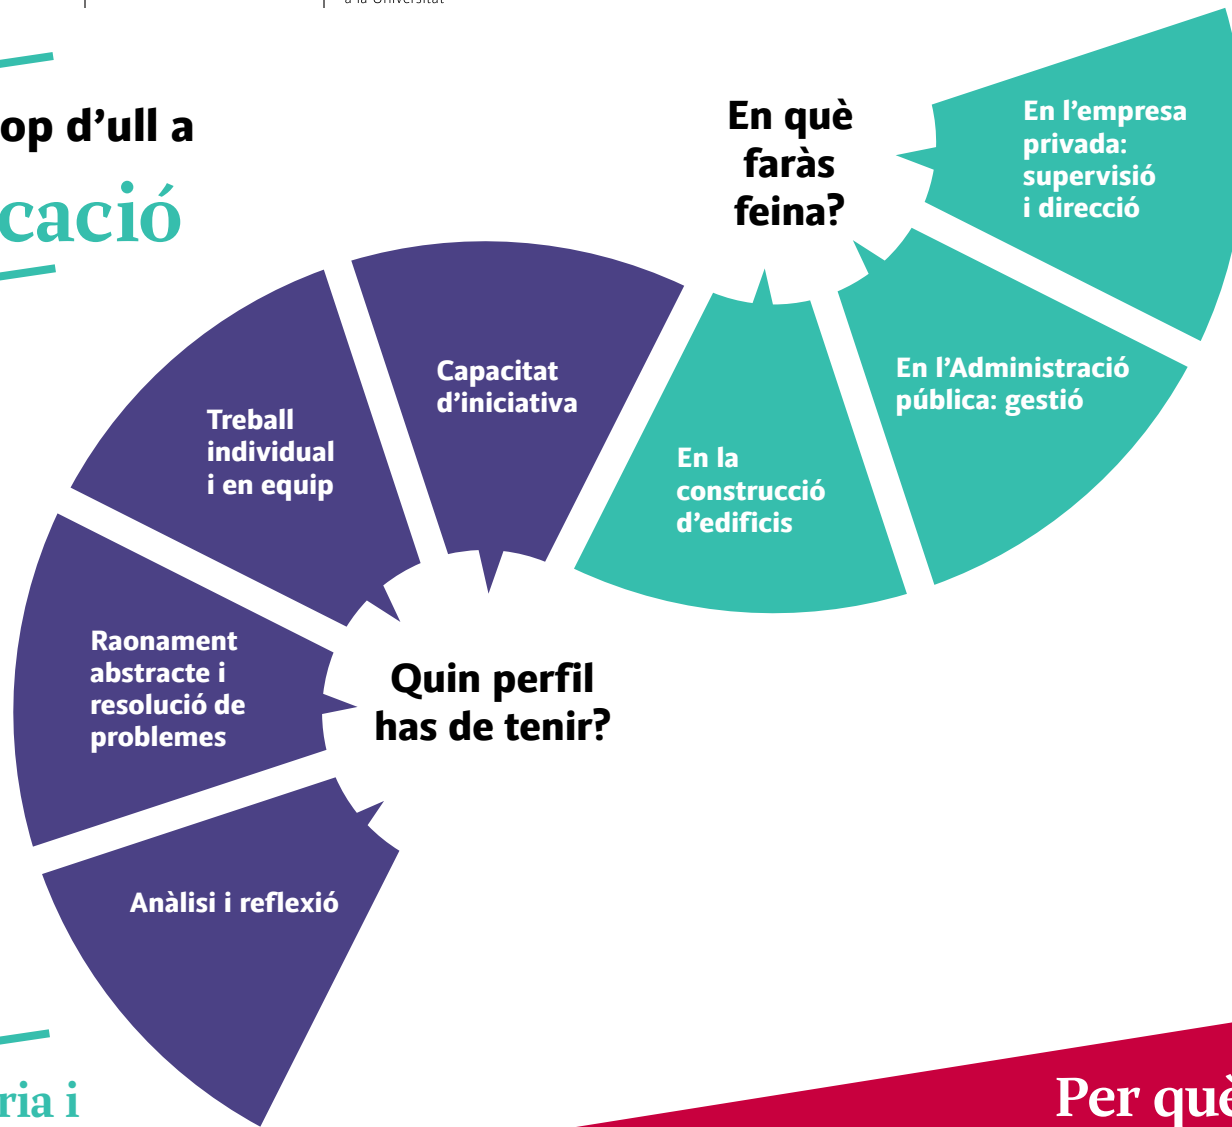 a la Universitat
op d’ull a
cació
En què
faràs
feina?
En l’empresa
privada:
supervisió
i direcció
En l’Administració
pública: gestió
En la
construcció
d’edificis
Capacitat
d’iniciativa
Treball
individual
i en equip
Raonament
abstracte i
resolució de
problemes
Anàlisi i reflexió
Quin perfil
has de tenir?
ria i
Per què